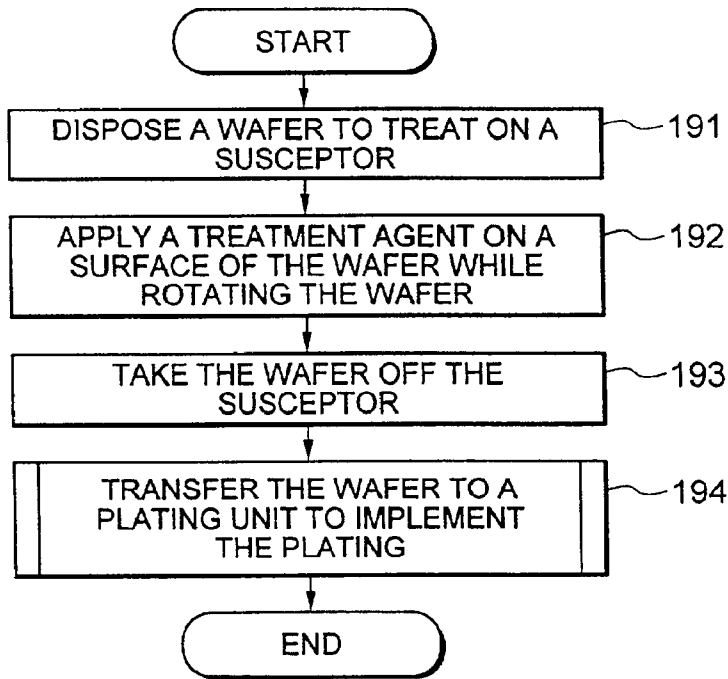 START
DISPOSE A WAFER TO TREAT ON A
SUSCEPTOR
191
APPLY A TREATMENT AGENT ON A
SURFACE OF THE WAFER WHILE
ROTATING THE WAFER
192
TAKE THE WAFER OFF THE
SUSCEPTOR
193
TRANSFER THE WAFER TO A
PLATING UNIT TO IMPLEMENT
THE PLATING
194
END